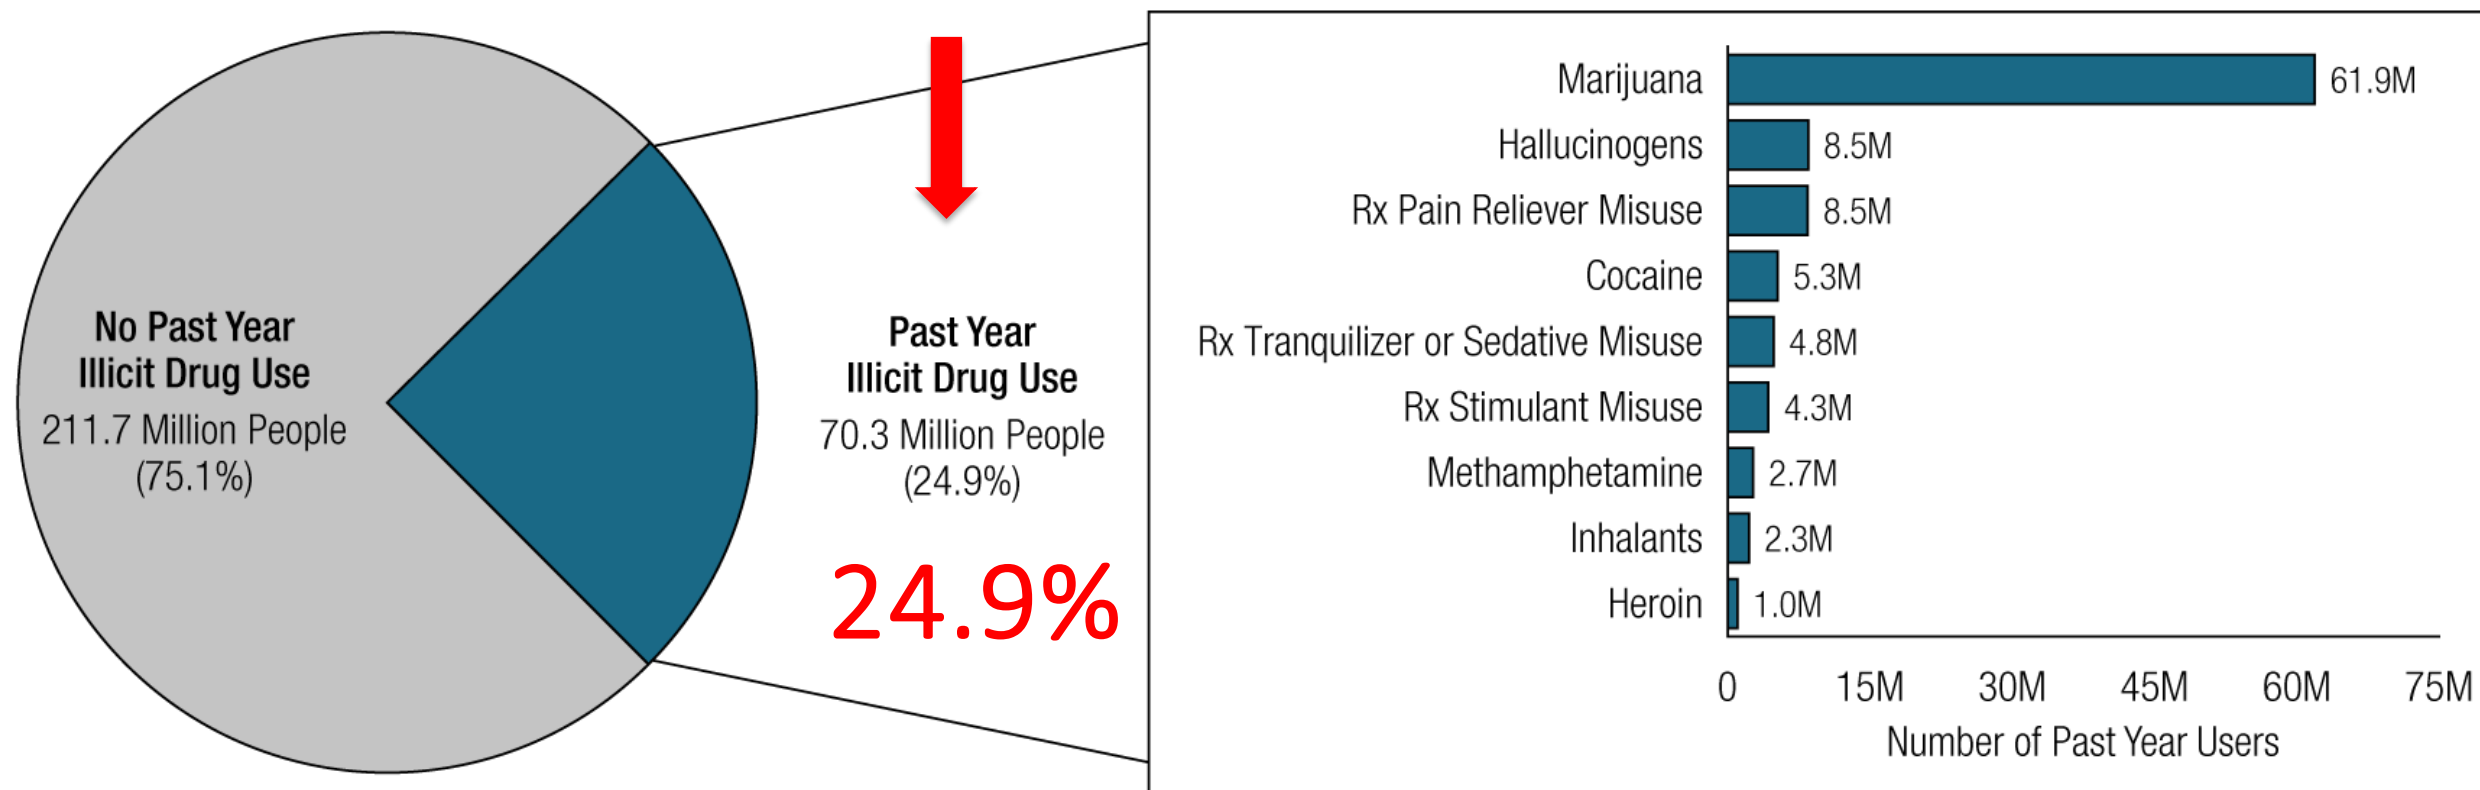 No Past Year
Illicit Drug Use
211.7 Million People
(75.1%)
Past Year
Illicit Drug Use
70.3 Million People
(24.9%)
24.9%
Marijuana 61.9M
Hallucinogens 8.5M
Rx Pain Reliever Misuse 8.5M
Cocaine 5.3M
Rx Tranquilizer or Sedative Misuse 4.8M
Rx Stimulant Misuse 4.3M
Methamphetamine 2.7M
Inhalants 2.3M
Heroin 1.0M
0 15M 30M 45M 60M 75M
Number of Past Year Users